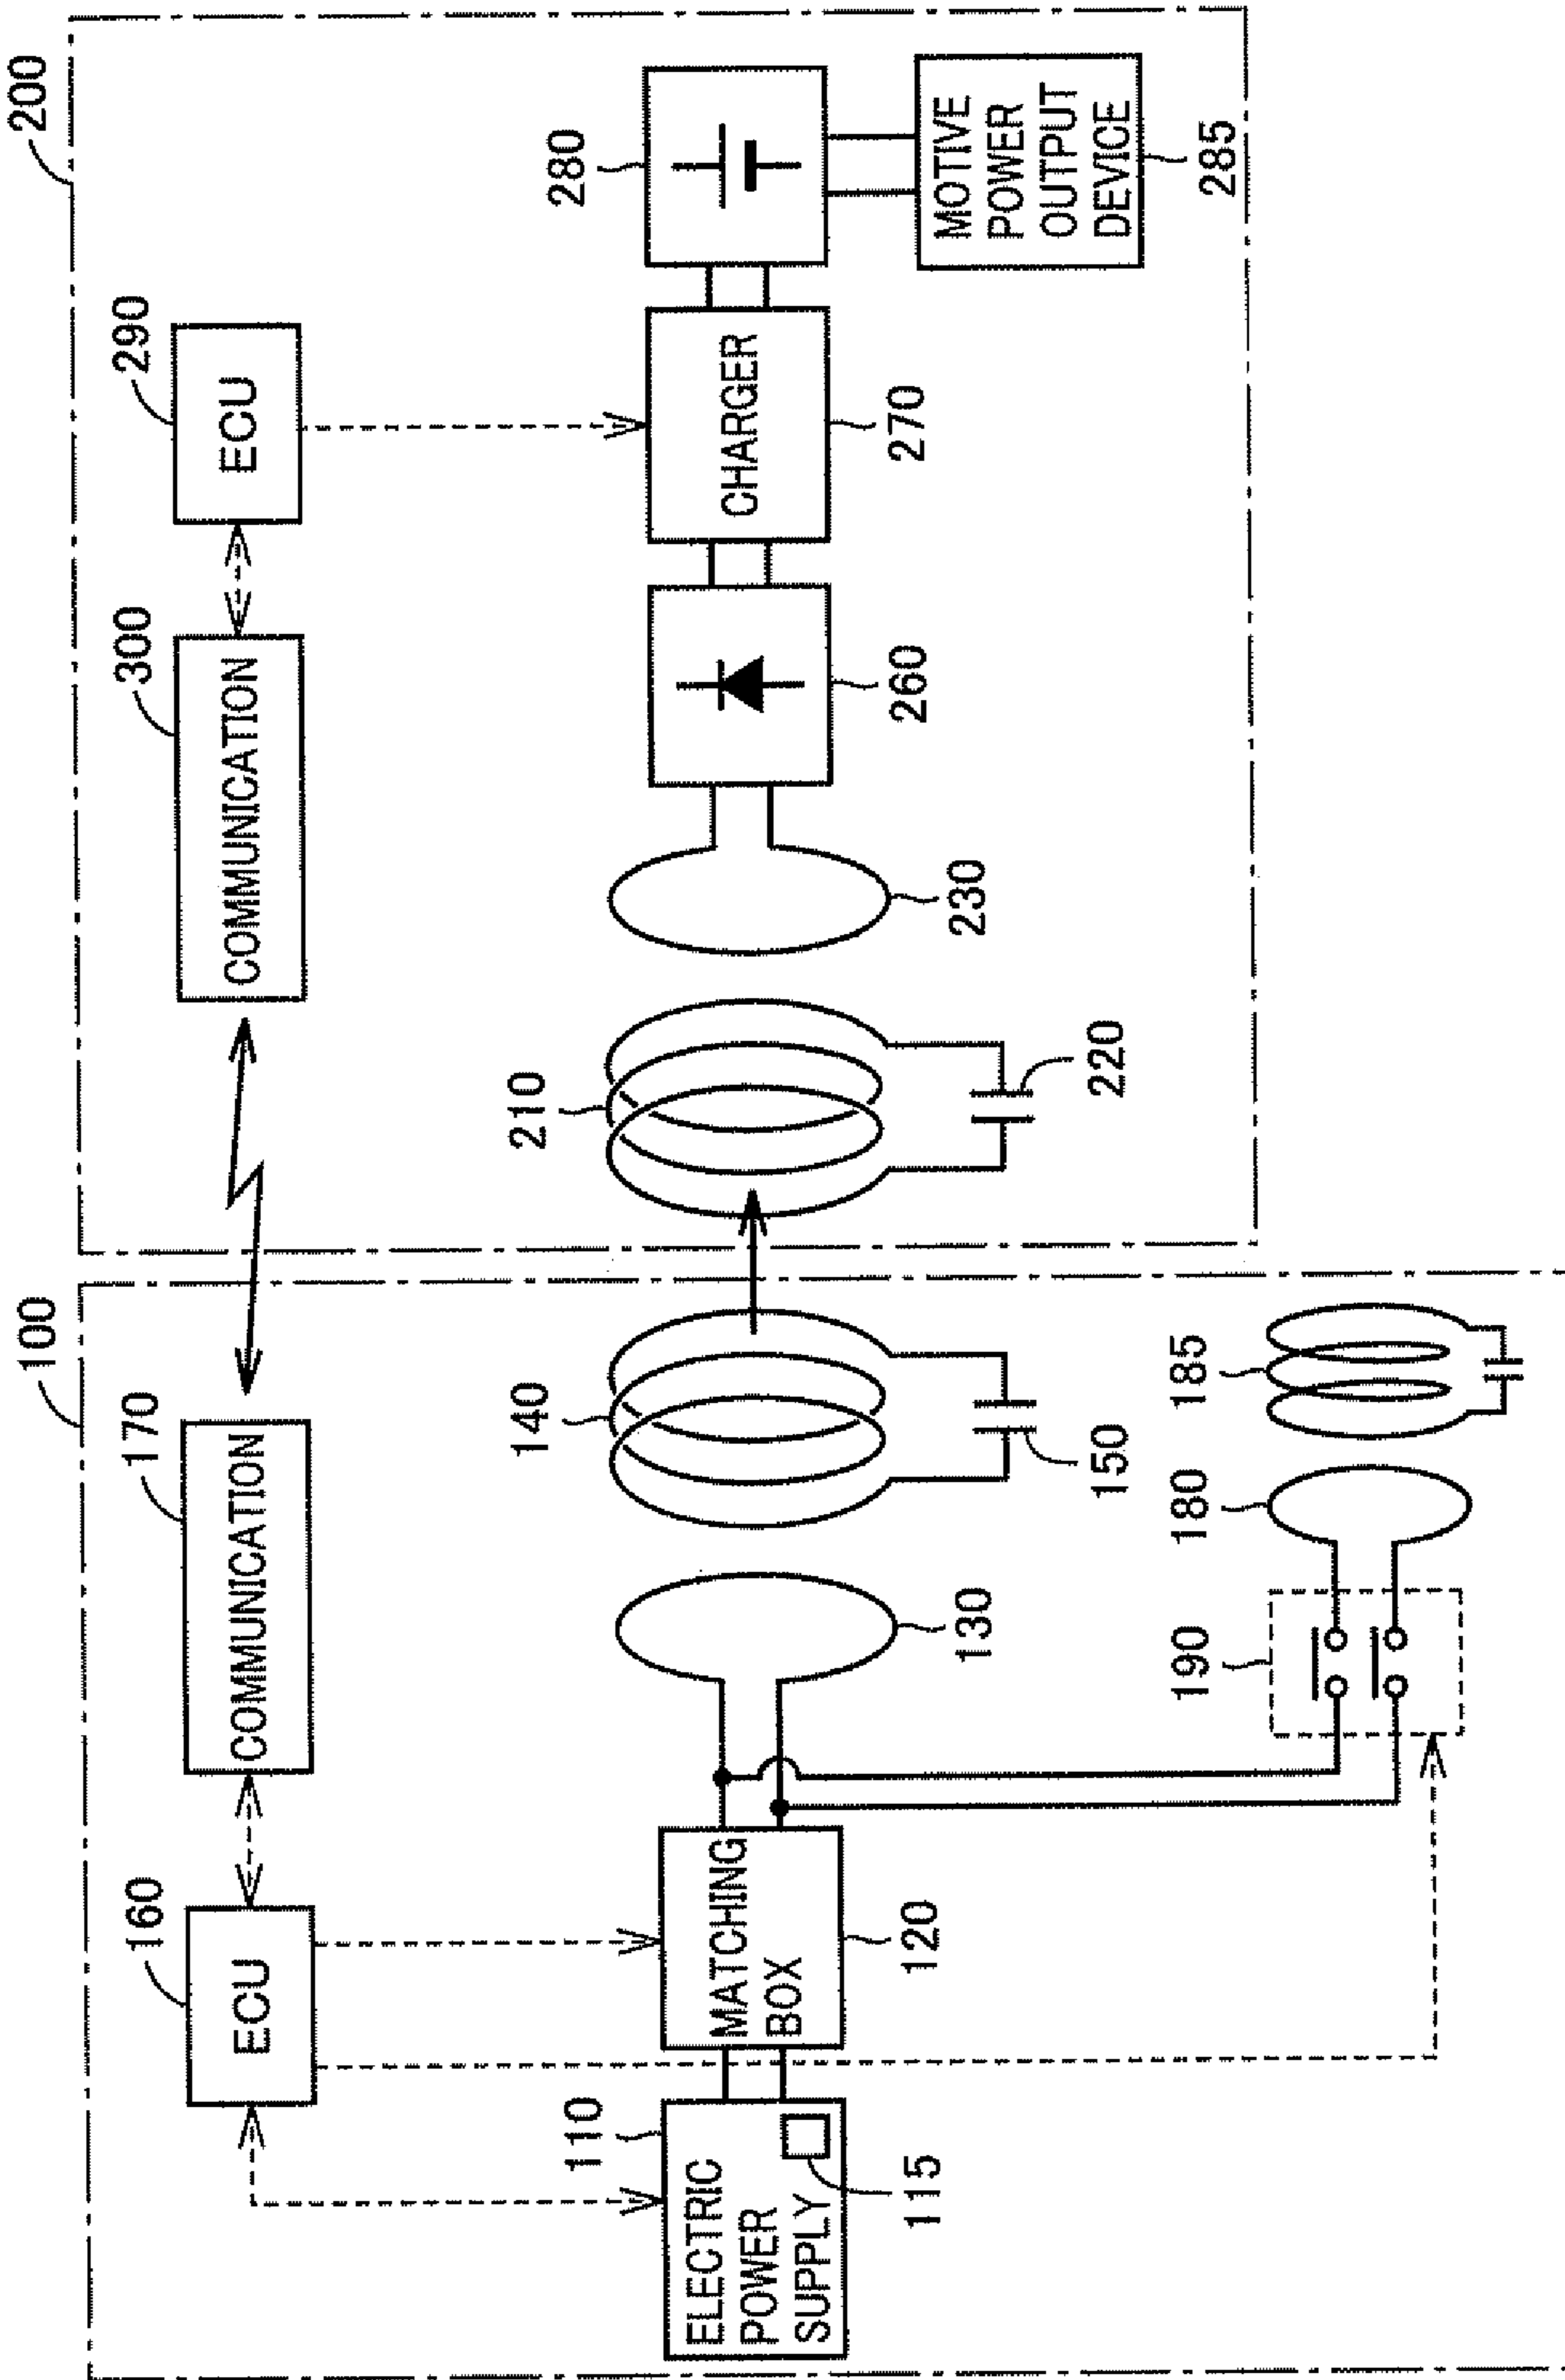 100
200
160
ECU
170
COMMUNICATION
300
COMMUNICATION
290
ECU
110
ELECTRIC
POWER
SUPPLY
115
MATCHING
BOX
120
130
140
150
210
220
230
260
CHARGER
270
280
MOTIVE
POWER
OUTPUT
DEVICE
285
190
180
185